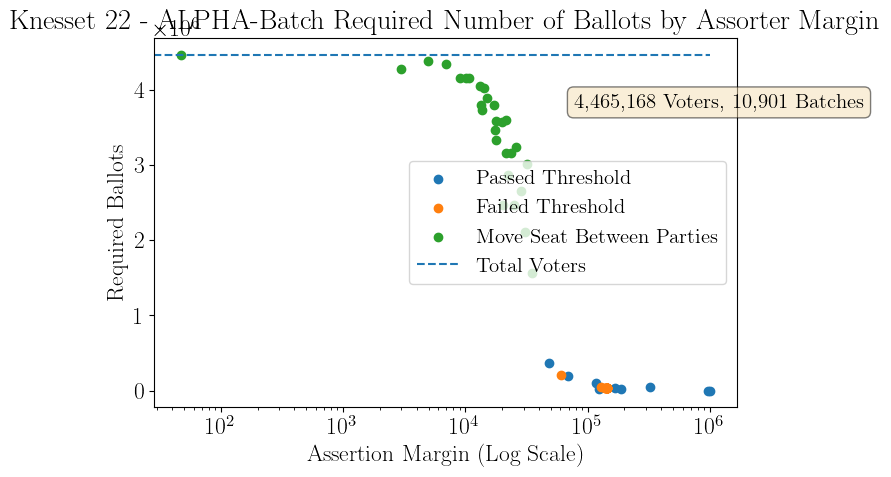 Knesset 22 - ALPHA-Batch Required Number of Ballots by Assorter Margin
×10⁶
4
3
2
1
0
Required Ballots
4,465,168 Voters, 10,901 Batches
Passed Threshold
Failed Threshold
Move Seat Between Parties
Total Voters
10² 10³ 10⁴ 10⁵ 10⁶
Assertion Margin (Log Scale)